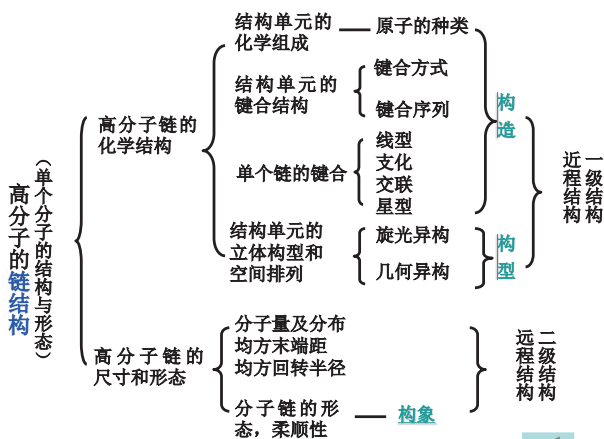 高分子的链结构
（单个分子的结构与形态）
高分子链的
化学结构
结构单元的
化学组成
原子的种类
结构单元的
键合结构
键合方式
键合序列
单个链的键合
线型
支化
交联
星型
构
造
结构单元的
立体构型和
空间排列
旋光异构
几何异构
构
型
一级结构
近程结构
高分子链的
尺寸和形态
分子量及分布
均方末端距
均方回转半径
分子链的形
态，柔顺性
构象
二级结构
远程结构